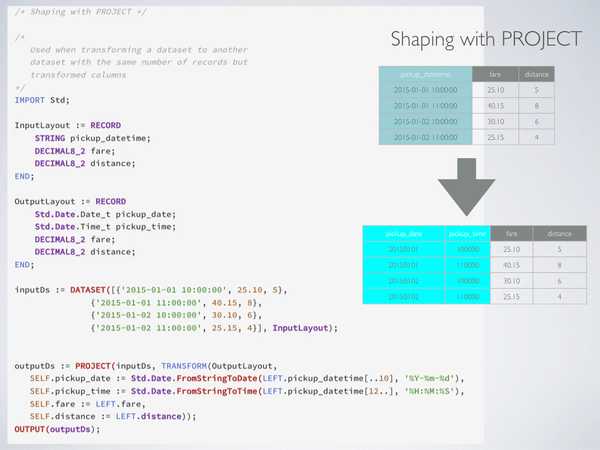 /* Shaping with PROJECT */
/*
Used when transforming a dataset to another
dataset with the same number of records but
transformed columns
*/
IMPORT Std;
InputLayout := RECORD
STRING pickup_datetime;
DECIMAL8_2 fare;
DECIMAL8_2 distance;
END;
OutputLayout := RECORD
Std.Date.Date_t pickup_date;
Std.Date.Time_t pickup_time;
DECIMAL8_2 fare;
DECIMAL8_2 distance;
END;
inputDs := DATASET([{'2015-01-01 10:00:00', 25.10, 5},
{'2015-01-01 11:00:00', 40.15, 8},
{'2015-01-02 10:00:00', 30.10, 6},
{'2015-01-02 11:00:00', 25.15, 4}], InputLayout);
outputDs := PROJECT(inputDs, TRANSFORM(OutputLayout,
SELF.pickup_date := Std.Date.FromStringToDate(LEFT.pickup_datetime[..10], '%Y-%m-%d'),
SELF.pickup_time := Std.Date.FromStringToTime(LEFT.pickup_datetime[12..], '%H:%M:%S'),
SELF.fare := LEFT.fare,
SELF.distance := LEFT.distance));
OUTPUT(outputDs);
Shaping with PROJECT
pickup_datetime fare distance
2015-01-01 10:00:00 25.10 5
2015-01-01 11:00:00 40.15 8
2015-01-02 10:00:00 30.10 6
2015-01-02 11:00:00 25.15 4
pickup_date pickup_time fare distance
20150101 100000 25.10 5
20150101 110000 40.15 8
20150102 100000 30.10 6
20150102 110000 25.15 4